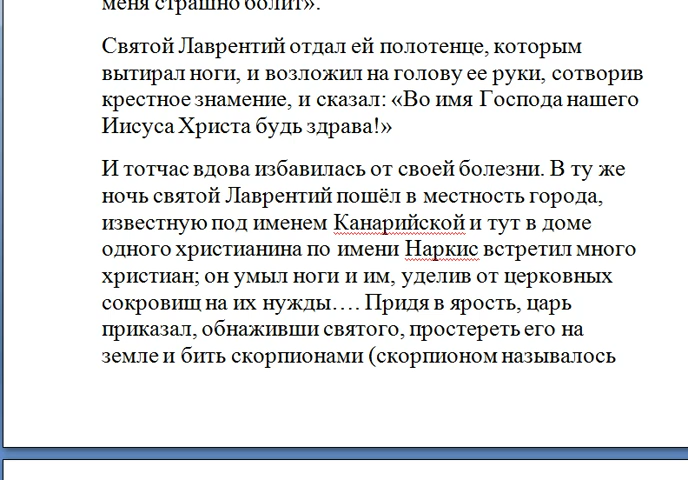 меня страшно болит».
Святой Лаврентий отдал ей полотенце, которым
вытирал ноги, и возложил на голову ее руки, сотворив
крестное знамение, и сказал: «Во имя Господа нашего
Иисуса Христа будь здрава!»
И тотчас вдова избавилась от своей болезни. В ту же
ночь святой Лаврентий пошёл в местность города,
известную под именем Канарийской и тут в доме
одного христианина по имени Наркис встретил много
христиан; он умыл ноги и им, уделив от церковных
сокровищ на их нужды…. Придя в ярость, царь
приказал, обнаживши святого, простереть его на
земле и бить скорпионами (скорпионом называлось